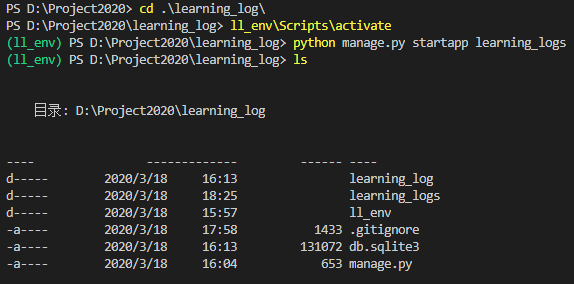 PS D:\Project2020> cd .\learning_log\
PS D:\Project2020\learning_log> ll_env\Scripts\activate
(ll_env) PS D:\Project2020\learning_log> python manage.py startapp learning_logs
(ll_env) PS D:\Project2020\learning_log> ls
目录: D:\Project2020\learning_log
---- ------------- ------ ----
d----- 2020/3/18 16:13 learning_log
d----- 2020/3/18 18:25 learning_logs
d----- 2020/3/18 15:57 ll_env
-a---- 2020/3/18 17:58 1433 .gitignore
-a---- 2020/3/18 16:13 131072 db.sqlite3
-a---- 2020/3/18 16:04 653 manage.py